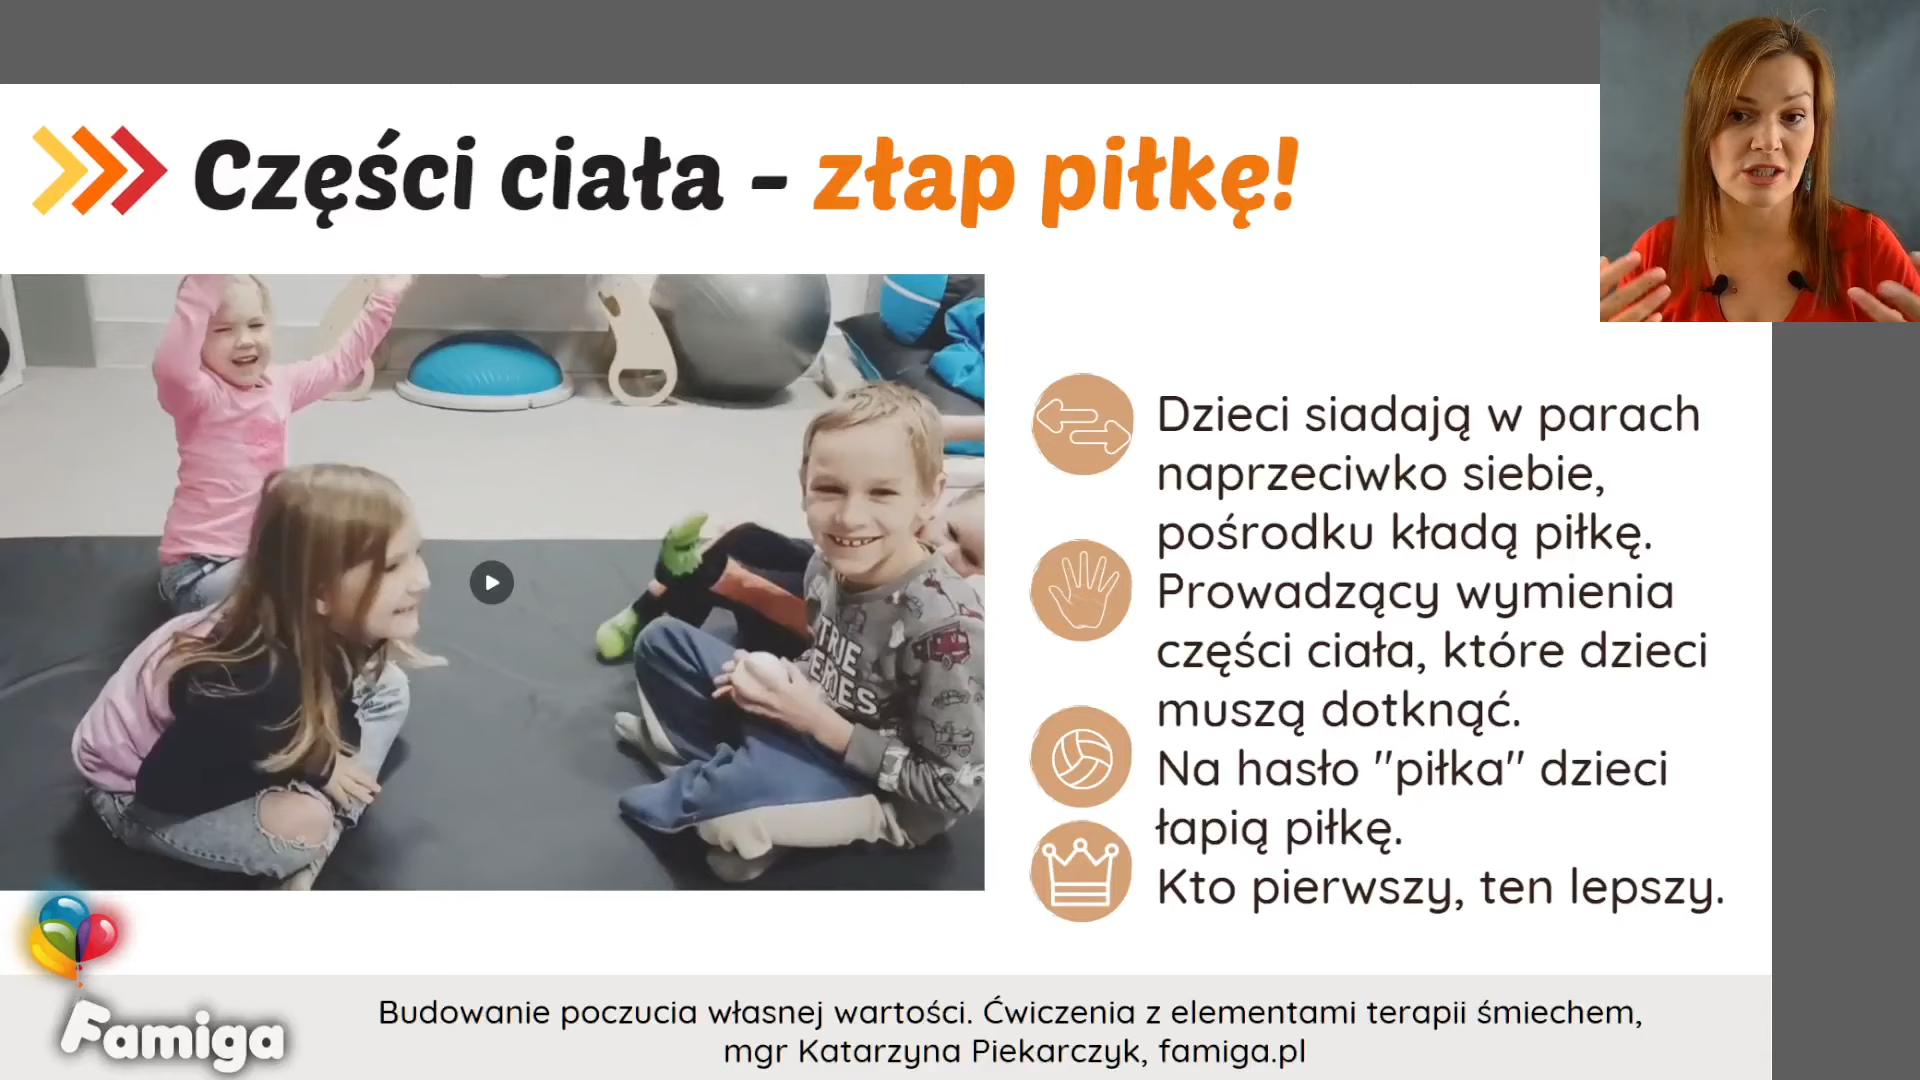 Części ciała - złap piłkę!
Dzieci siadają w parach
naprzeciwko siebie,
pośrodku kładą piłkę.
Prowadzący wymienia
części ciała, które dzieci
muszą dotknąć.
Na hasło "piłka" dzieci
łapią piłkę.
Kto pierwszy, ten lepszy.
Famiga
Budowanie poczucia własnej wartości. Ćwiczenia z elementami terapii śmiechem,
mgr Katarzyna Piekarczyk, famiga.pl